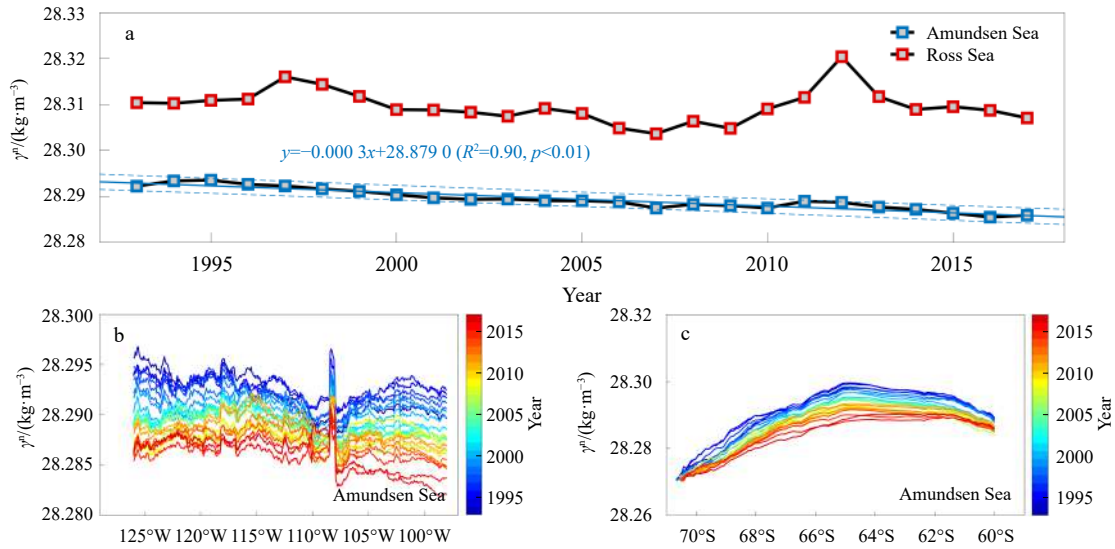 a
28.33
28.32
28.31
28.30
28.29
28.28
γⁿ/(kg·m⁻³)
Amundsen Sea
Ross Sea
y=−0.000 3x+28.879 0 (R²=0.90, p<0.01)
1995 2000 2005 2010 2015
Year
b
28.300
28.295
28.290
28.285
28.280
γⁿ/(kg·m⁻³)
Amundsen Sea
125°W 120°W 115°W 110°W 105°W 100°W
2015
2010
2005
2000
1995
Year
c
28.32
28.30
28.28
28.26
γⁿ/(kg·m⁻³)
Amundsen Sea
70°S 68°S 66°S 64°S 62°S 60°S
2015
2010
2005
2000
1995
Year